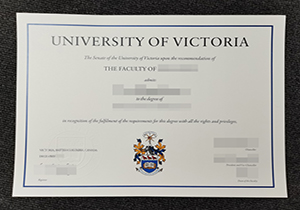 UNIVERSITY OF VICTORIA
The Senate of the University of Victoria upon the recommendation of
THE FACULTY OF
admits
to the degree of
in recognition of the fulfilment of the requirements for this degree with all the rights and privileges.